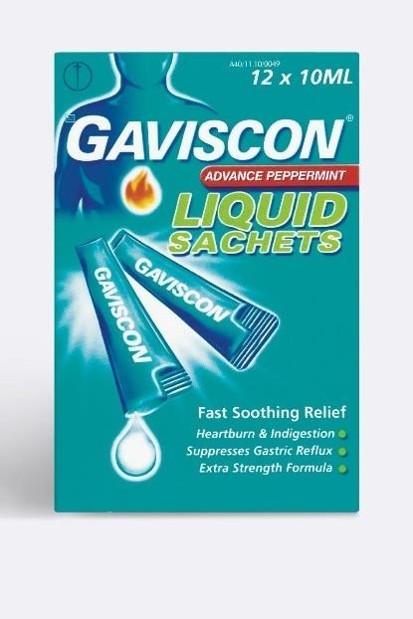 A40/11.10/0049
12 x 10ML
GAVISCON®
ADVANCE PEPPERMINT
LIQUID
SACHETS
GAVISCON
GAVISCON
Fast Soothing Relief
Heartburn & Indigestion
Suppresses Gastric Reflux
Extra Strength Formula